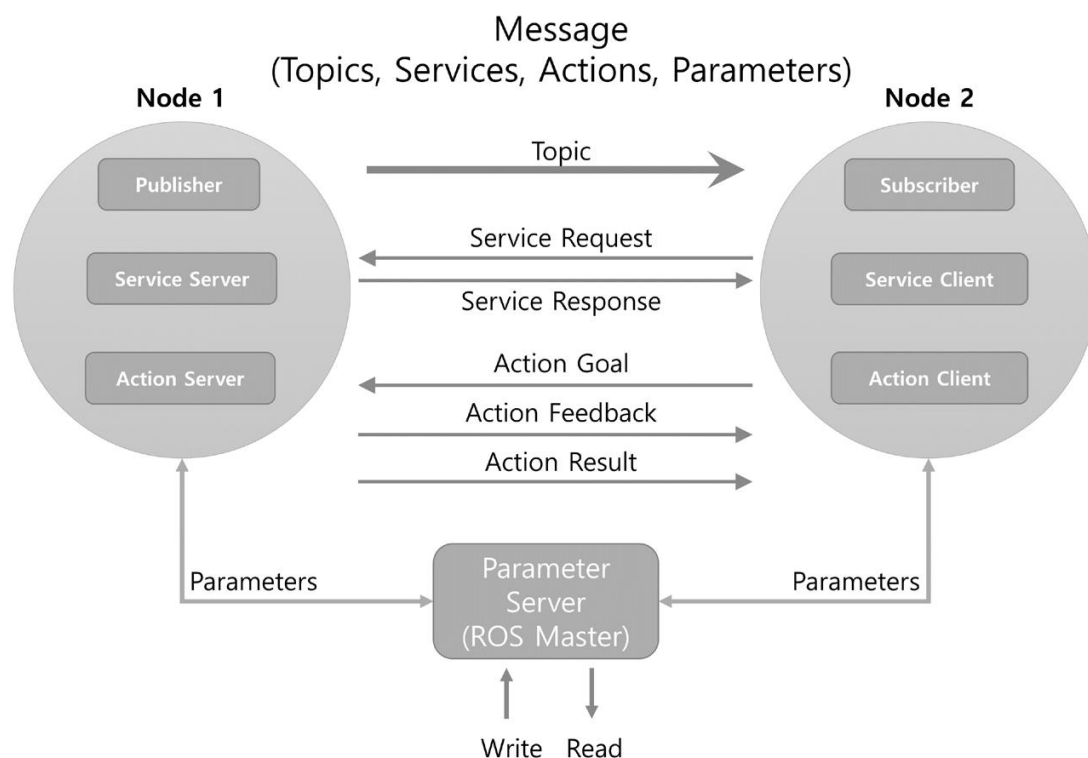 Message
(Topics, Services, Actions, Parameters)
Node 1
Node 2
Topic
Publisher
Subscriber
Service Request
Service Server
Service Client
Service Response
Action Goal
Action Server
Action Client
Action Feedback
Action Result
Parameters
Parameter
Server
(ROS Master)
Parameters
Write
Read